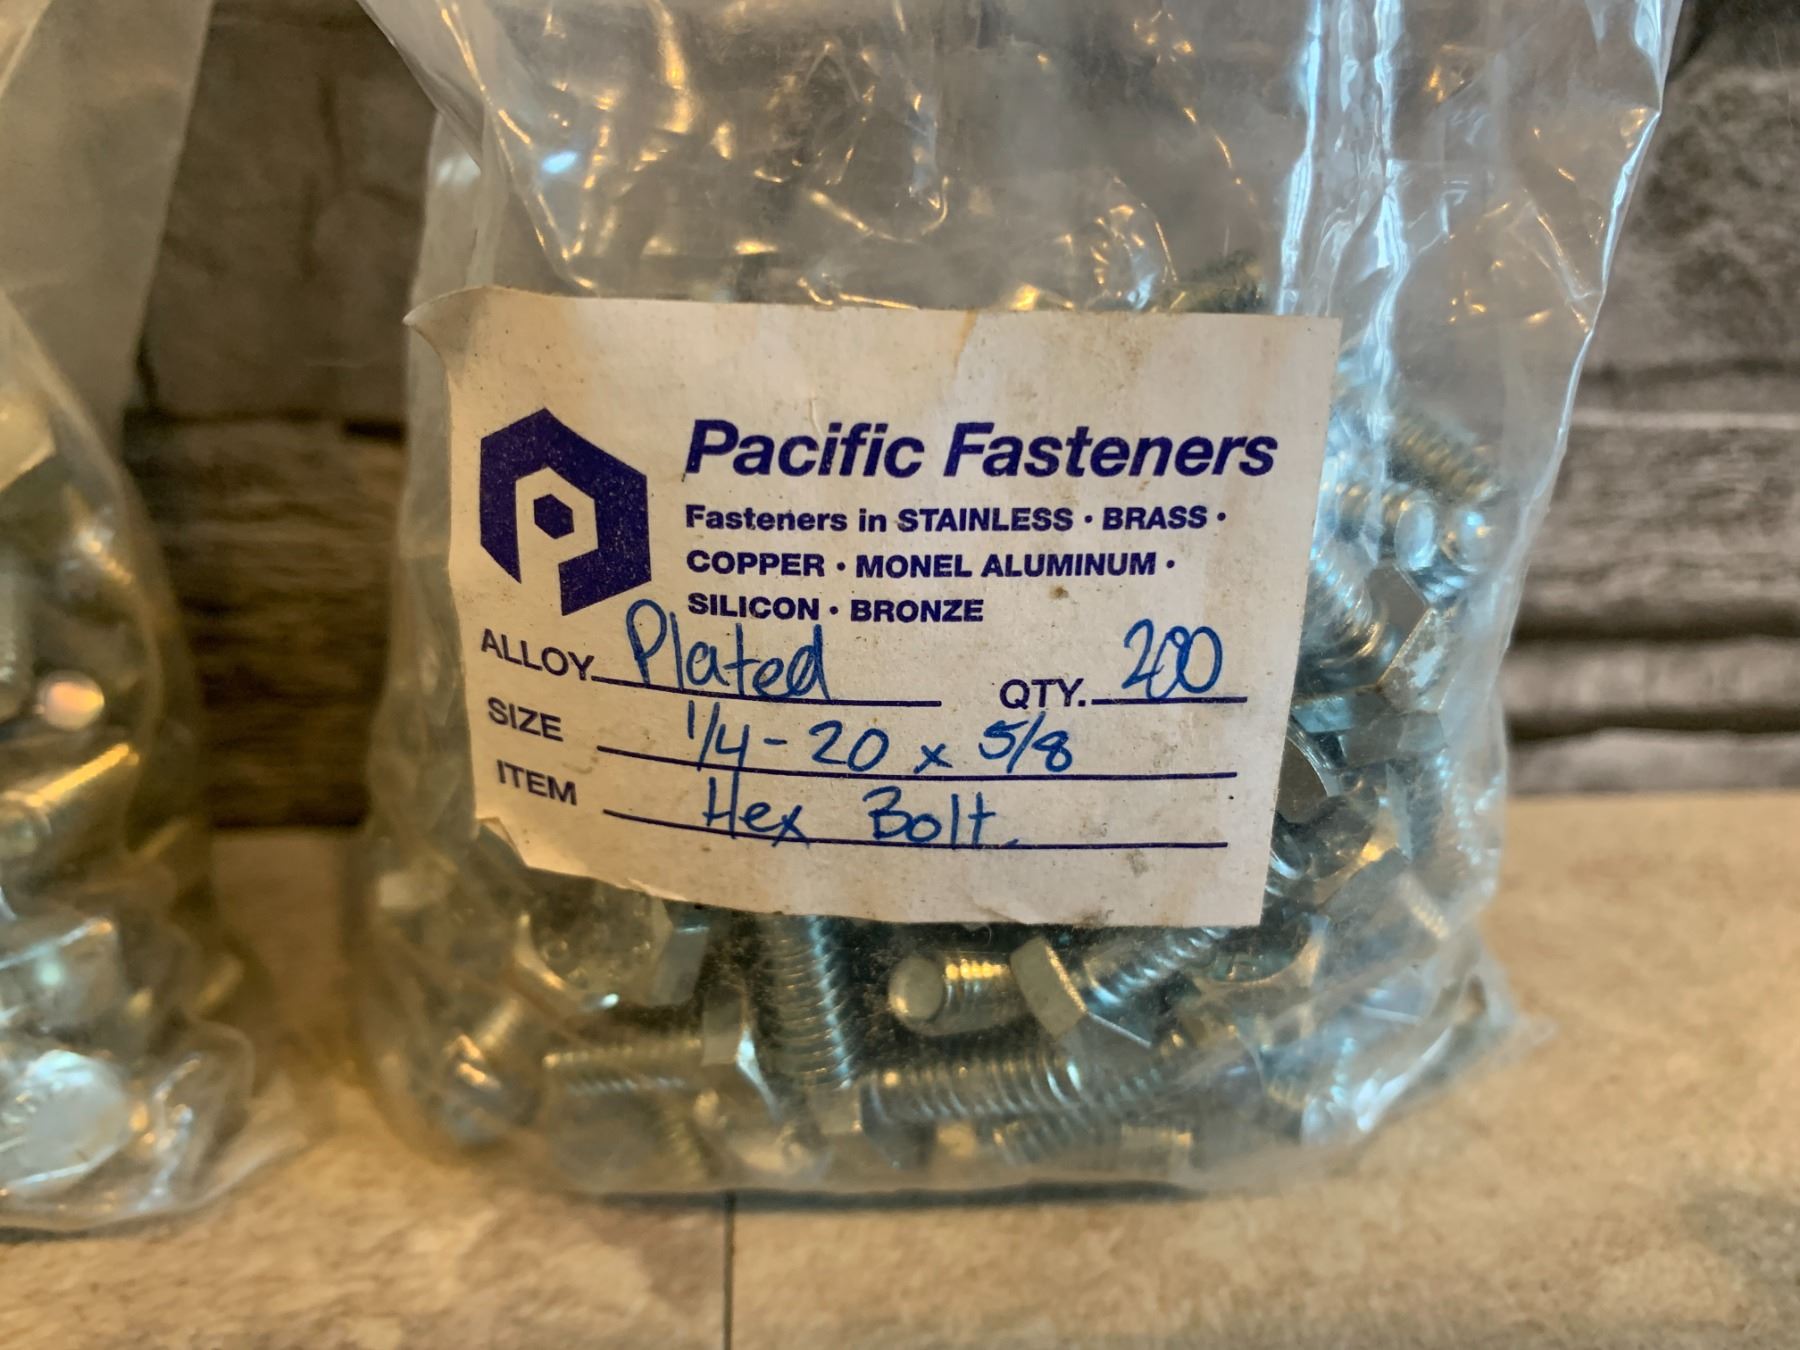 Pacific Fasteners
Fasteners in STAINLESS · BRASS ·
COPPER · MONEL ALUMINUM ·
SILICON · BRONZE
ALLOY Plated QTY. 200
SIZE 1/4-20 x 5/8
ITEM Hex Bolt.